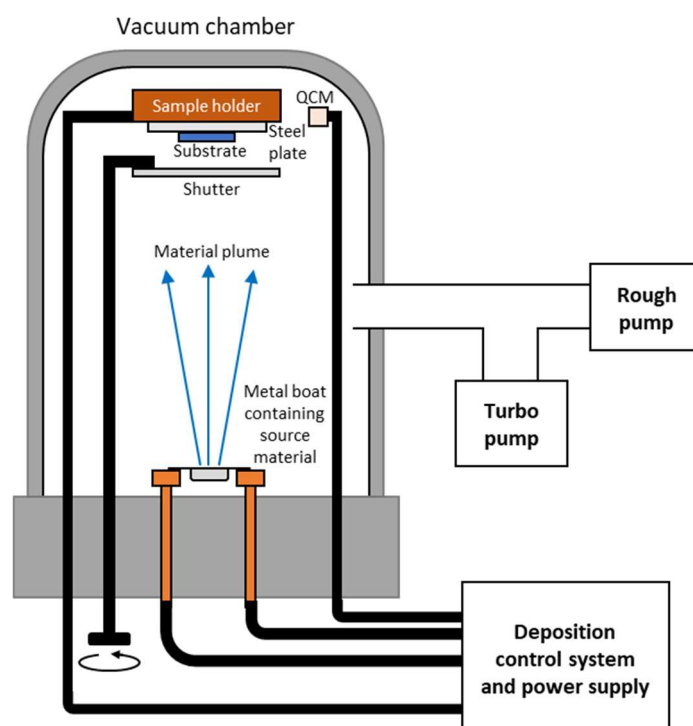 Vacuum chamber
Sample holder
QCM
Steel
plate
Substrate
Shutter
Material plume
Rough
pump
Metal boat
containing
source
material
Turbo
pump
Deposition
control system
and power supply